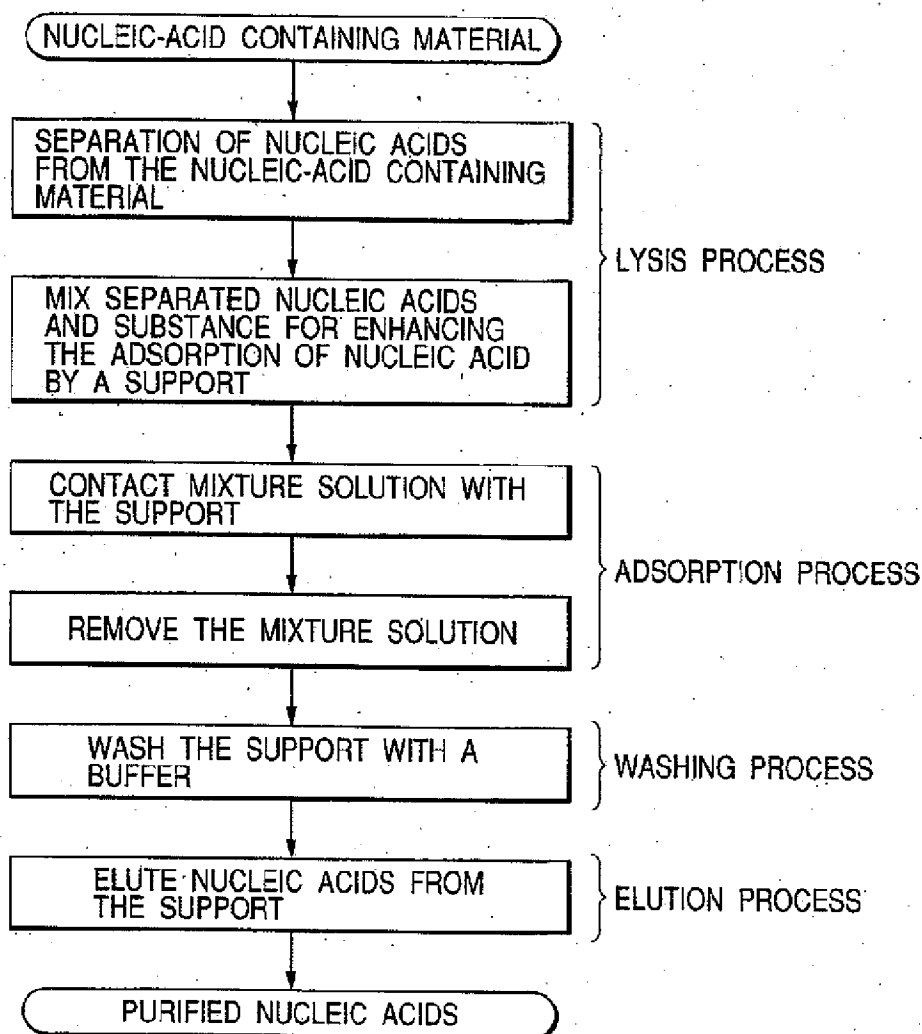 NUCLEIC-ACID CONTAINING MATERIAL
SEPARATION OF NUCLEIC ACIDS
FROM THE NUCLEIC-ACID CONTAINING
MATERIAL
MIX SEPARATED NUCLEIC ACIDS
AND SUBSTANCE FOR ENHANCING
THE ADSORPTION OF NUCLEIC ACID
BY A SUPPORT
LYSIS PROCESS
CONTACT MIXTURE SOLUTION WITH
THE SUPPORT
REMOVE THE MIXTURE SOLUTION
ADSORPTION PROCESS
WASH THE SUPPORT WITH A
BUFFER
WASHING PROCESS
ELUTE NUCLEIC ACIDS FROM
THE SUPPORT
ELUTION PROCESS
PURIFIED NUCLEIC ACIDS